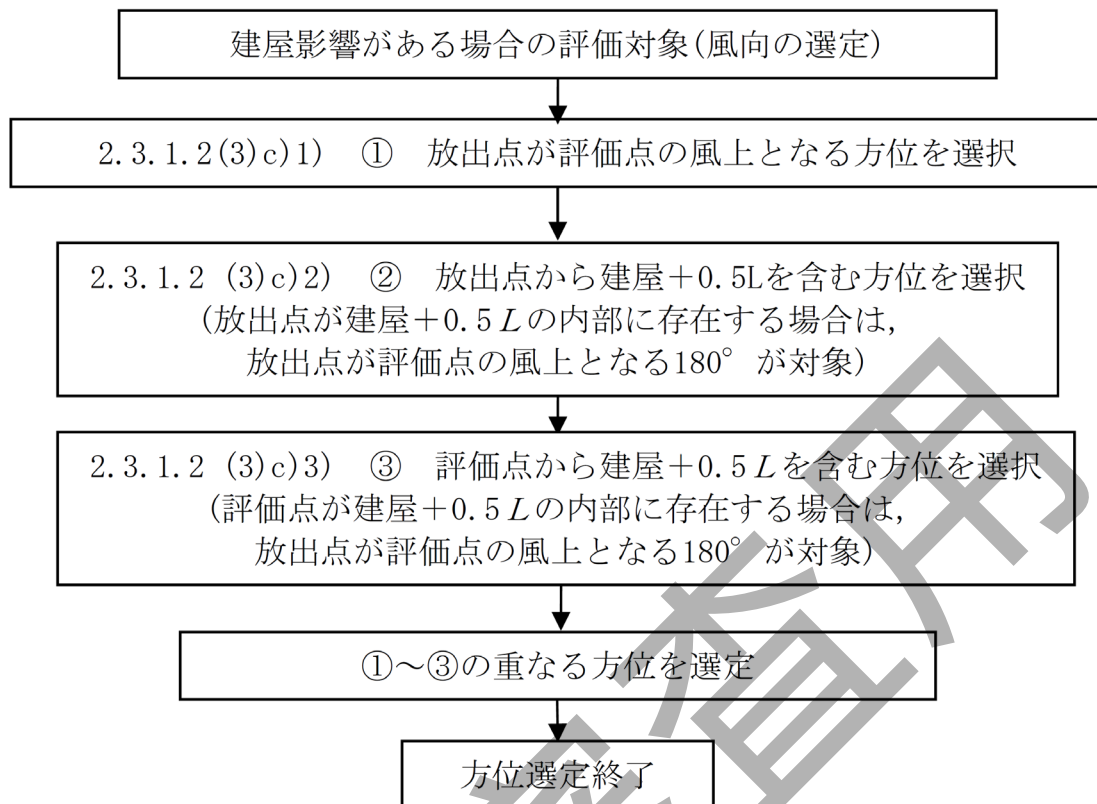 建屋影響がある場合の評価対象(風向の選定)
2.3.1.2(3)c)1) ① 放出点が評価点の風上となる方位を選択
2.3.1.2 (3)c)2) ② 放出点から建屋+0.5Lを含む方位を選択
(放出点が建屋+0.5Lの内部に存在する場合は,
放出点が評価点の風上となる180°が対象)
2.3.1.2 (3)c)3) ③ 評価点から建屋+0.5Lを含む方位を選択
(評価点が建屋+0.5Lの内部に存在する場合は,
放出点が評価点の風上となる180°が対象)
①~③の重なる方位を選定
方位選定終了
査用